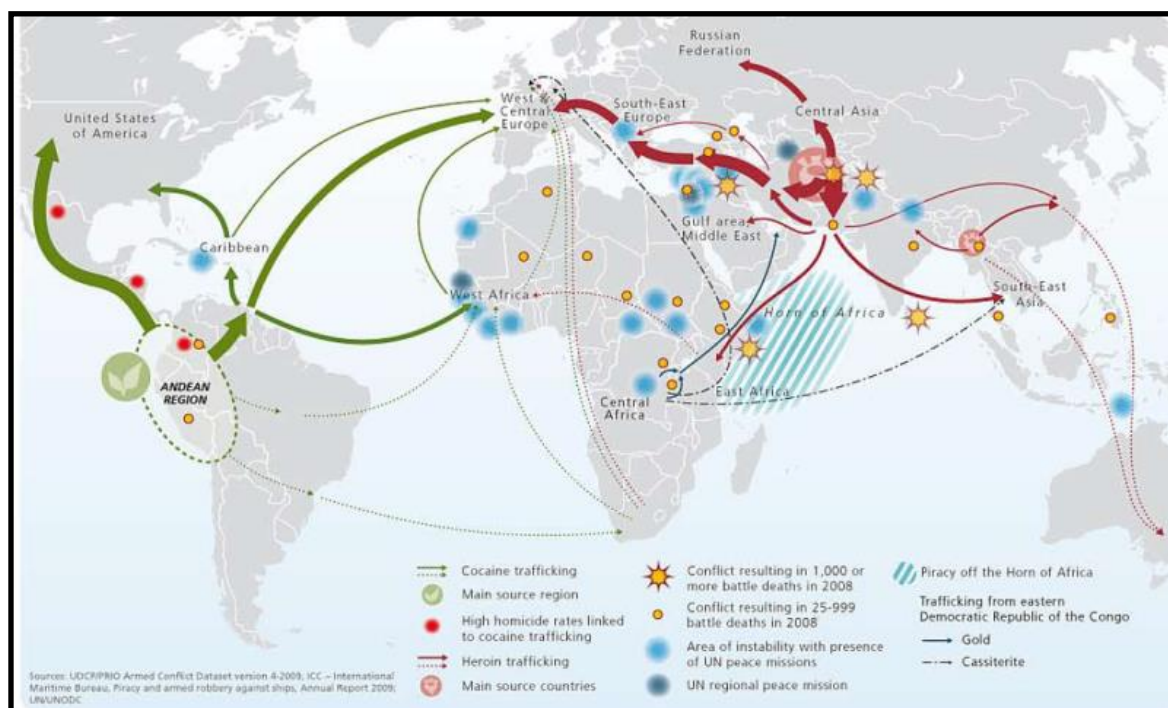 Russian
Federation
United States
of America
West &
Central
Europe
South-East
Europe
Central Asia
Caribbean
Gulf area,
Middle East
West Africa
South-East
Asia
Horn of Africa
ANDEAN
REGION
East Africa
Central
Africa
Cocaine trafficking
Main source region
High homicide rates linked
to cocaine trafficking
Heroin trafficking
Main source countries
Conflict resulting in 1,000 or
more battle deaths in 2008
Conflict resulting in 25-999
battle deaths in 2008
Area of instability with presence
of UN peace missions
UN regional peace mission
Piracy off the Horn of Africa
Trafficking from eastern
Democratic Republic of the Congo
Gold
Cassiterite
Sources: UDCP/PRIO Armed Conflict Dataset version 4-2009; ICC – International
Maritime Bureau, Piracy and armed robbery against ships, Annual Report 2009;
UN/UNODC